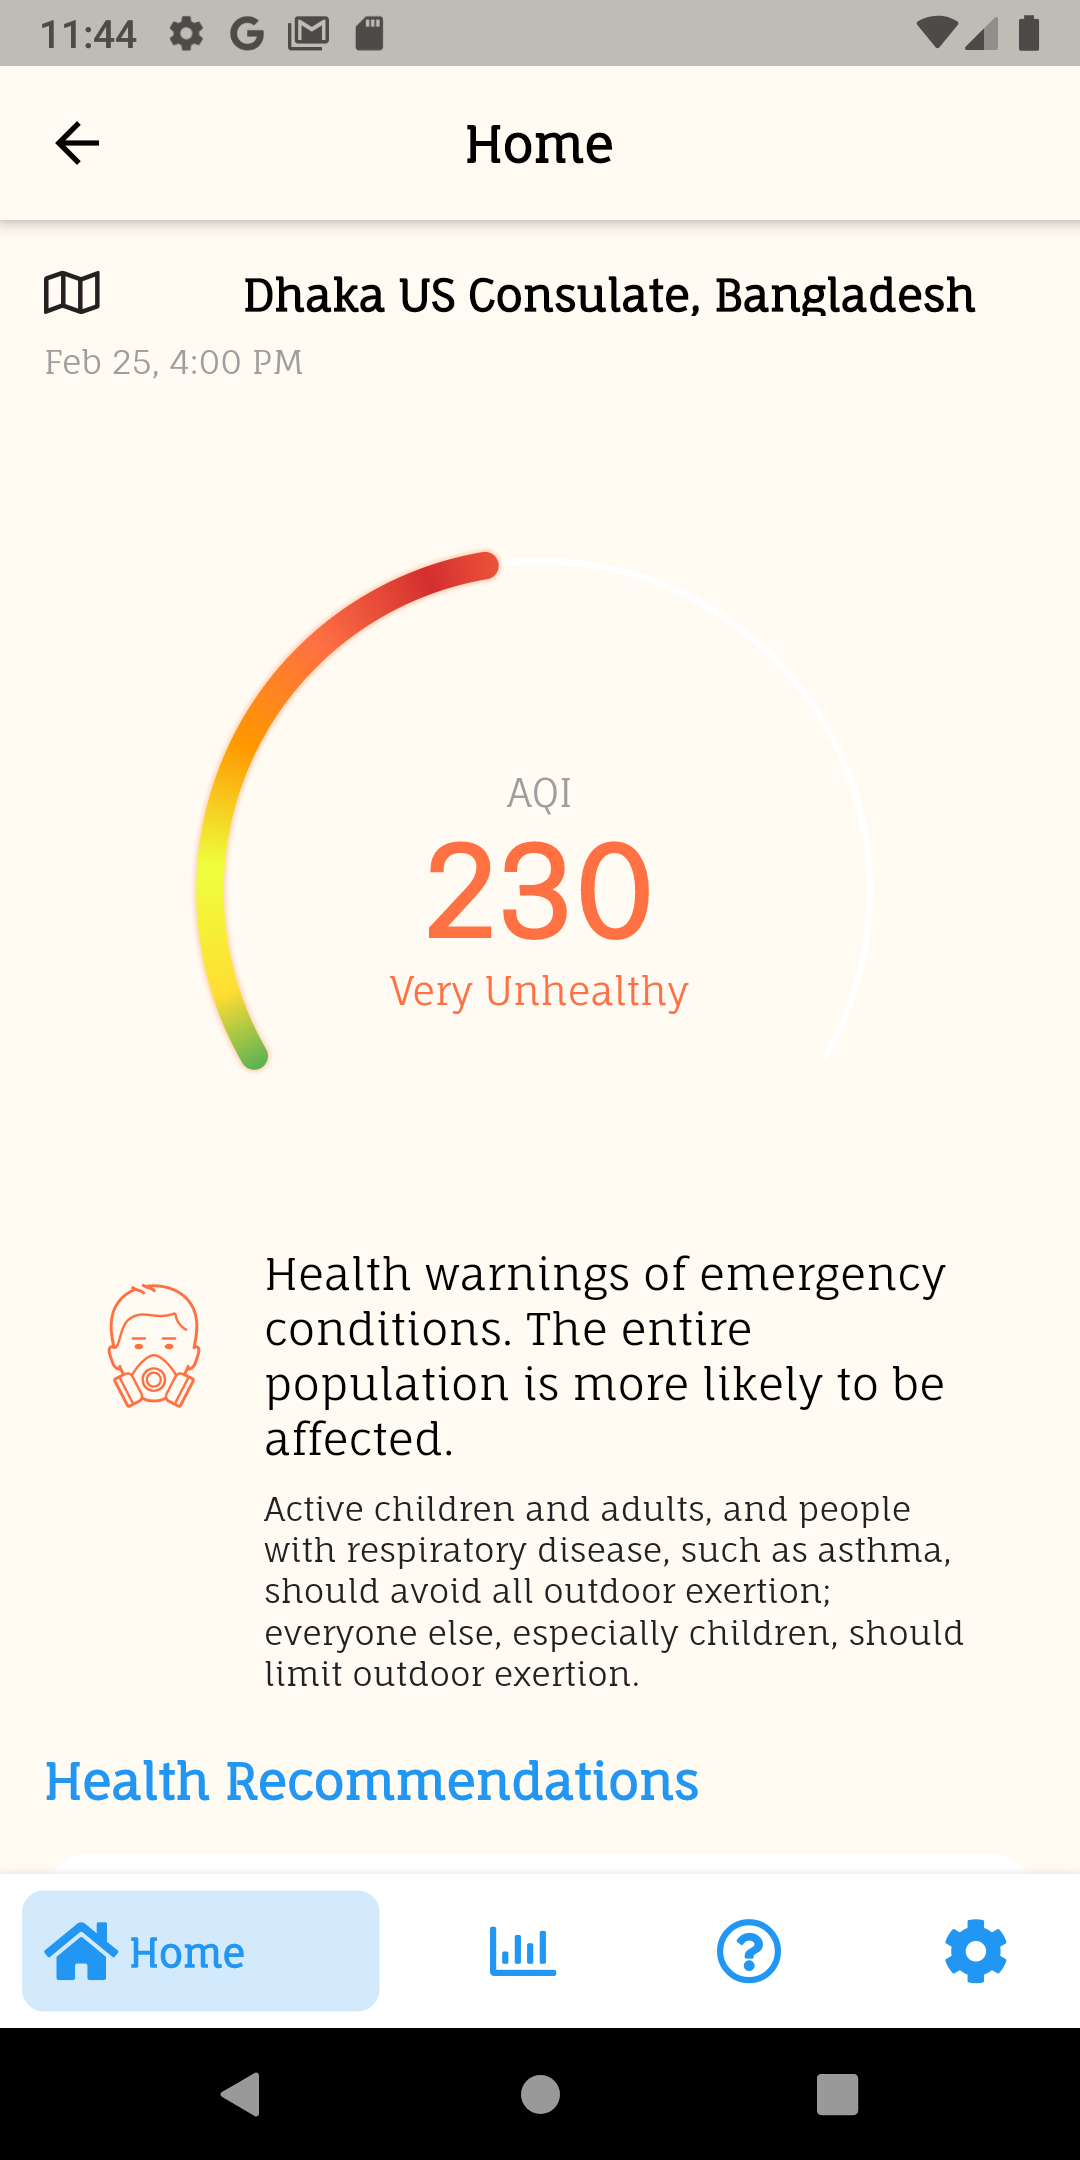 11:44
Home
Dhaka US Consulate, Bangladesh
Feb 25, 4:00 PM
AQI
230
Very Unhealthy
Health warnings of emergency
conditions. The entire
population is more likely to be
affected.
Active children and adults, and people
with respiratory disease, such as asthma,
should avoid all outdoor exertion;
everyone else, especially children, should
limit outdoor exertion.
Health Recommendations
Home